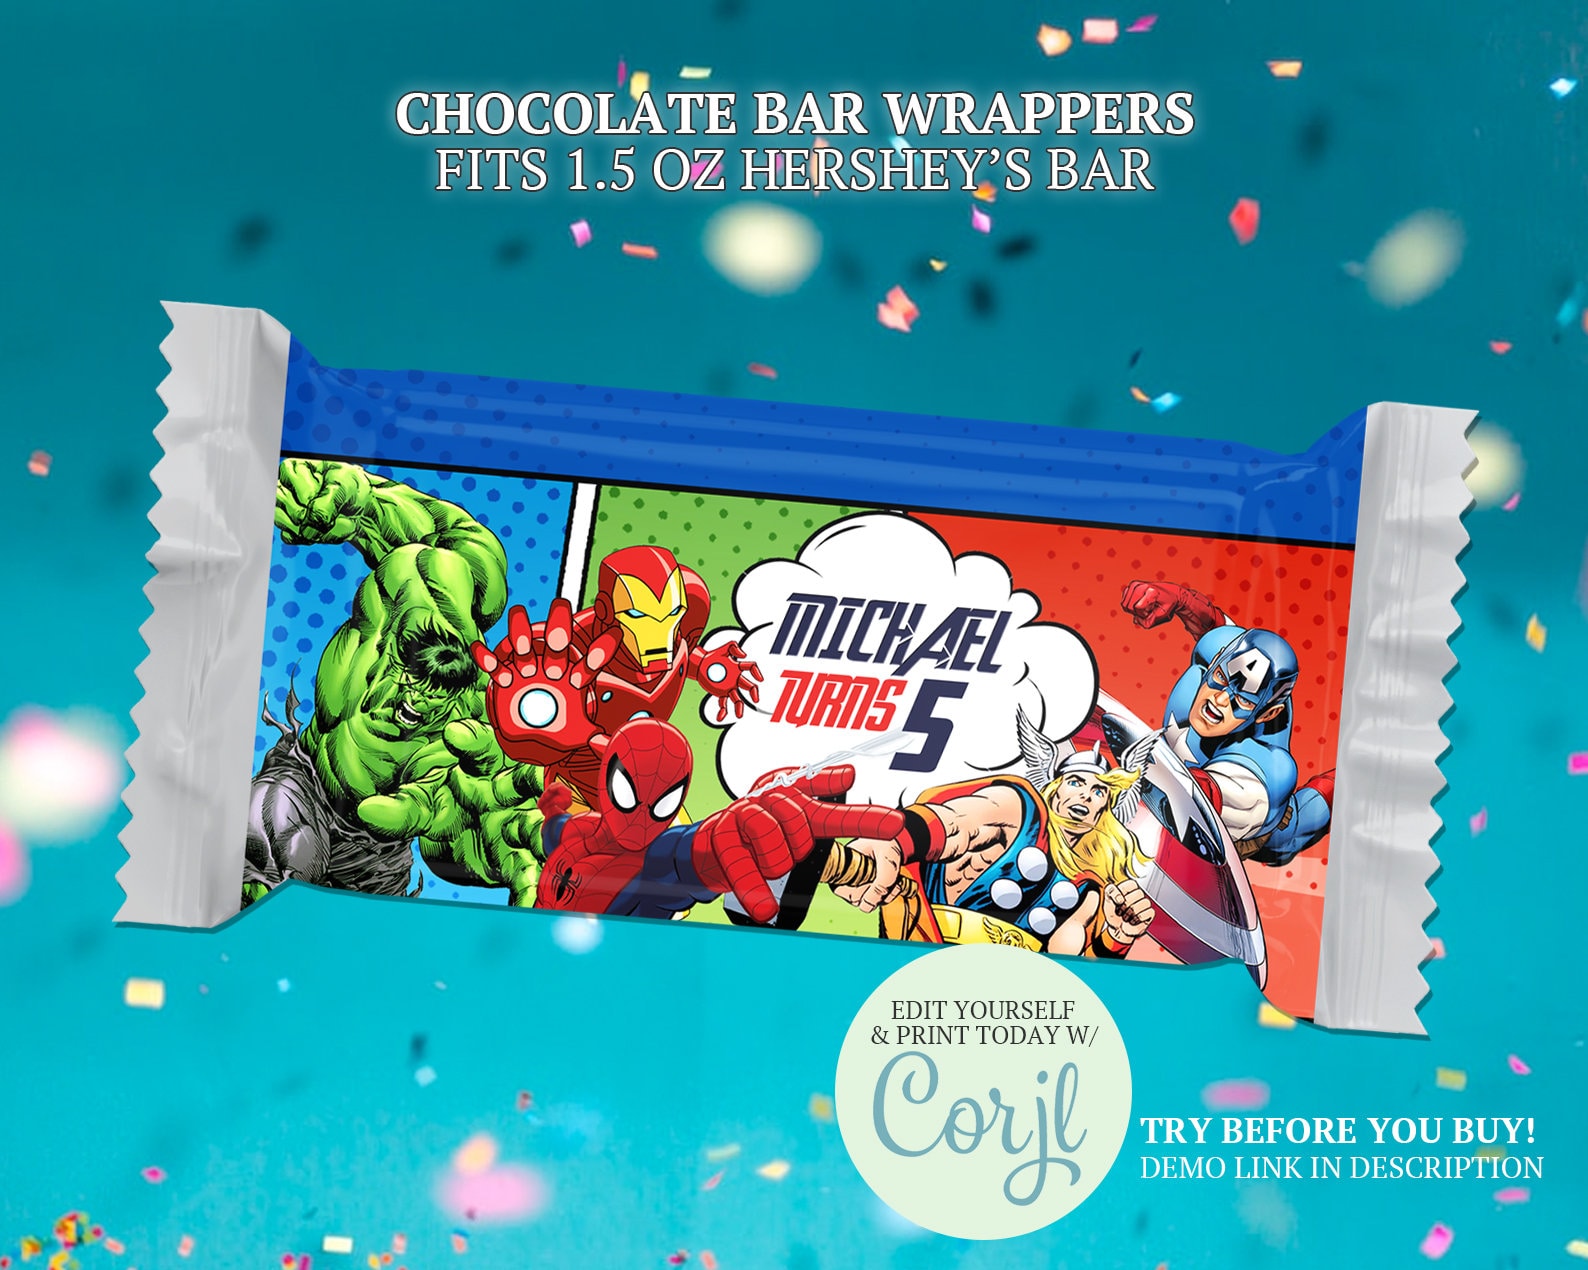 CHOCOLATE BAR WRAPPERS
FITS 1.5 OZ HERSHEY’S BAR
MICHAEL
TURNS 5
A
EDIT YOURSELF
& PRINT TODAY W/
Corjl
TRY BEFORE YOU BUY!
DEMO LINK IN DESCRIPTION